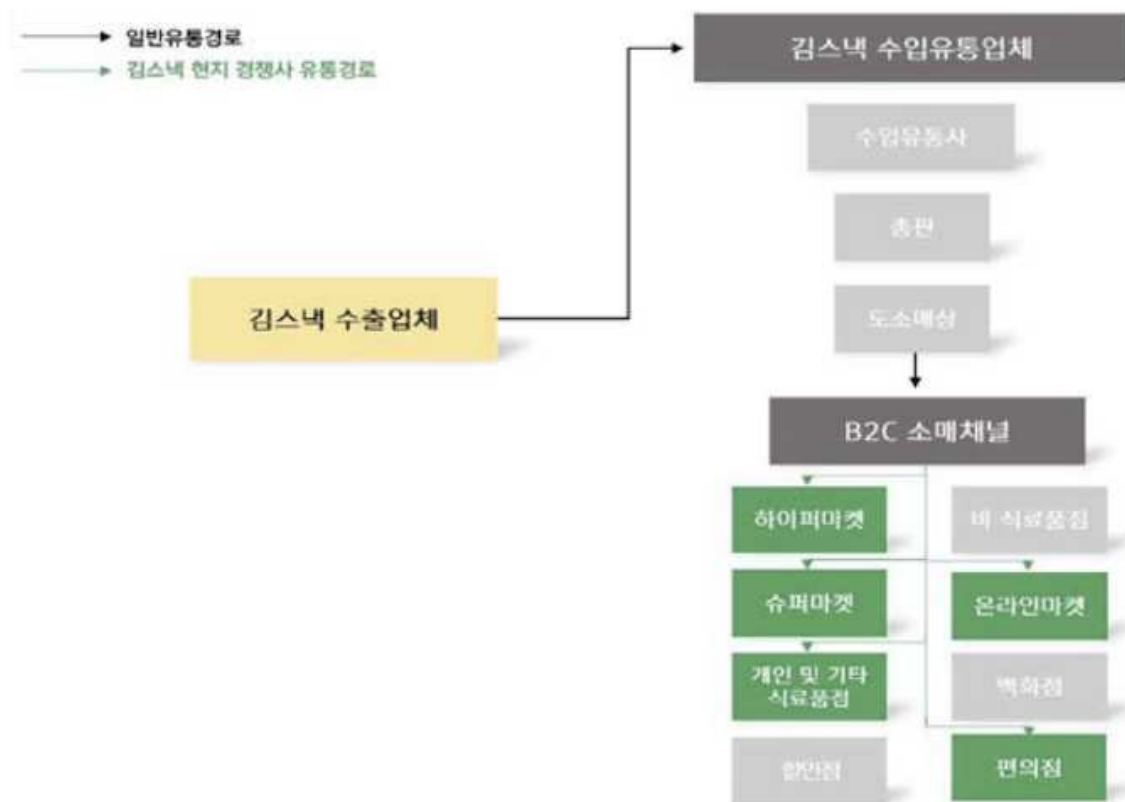 일반유통경로
김스낵 현지 경쟁사 유통경로
김스낵 수입유통업체
수입유통사
총판
도소매상
김스낵 수출업체
B2C 소매채널
하이퍼마켓
비 식료품점
슈퍼마켓
온라인마켓
개인 및 기타
식료품점
백화점
할인점
편의점